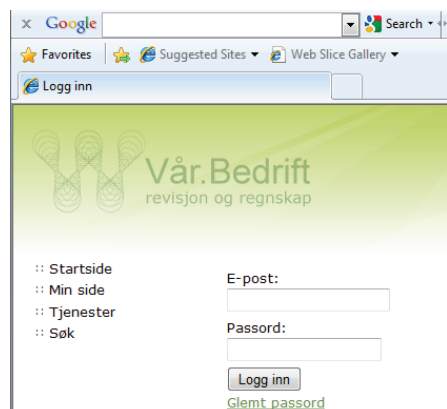 x Google Search
Favorites Suggested Sites Web Slice Gallery
Logg inn
Vår.Bedrift
revisjon og regnskap
:: Startside
:: Min side
:: Tjenester
:: Søk
E-post:
Passord:
Logg inn
Glemt passord